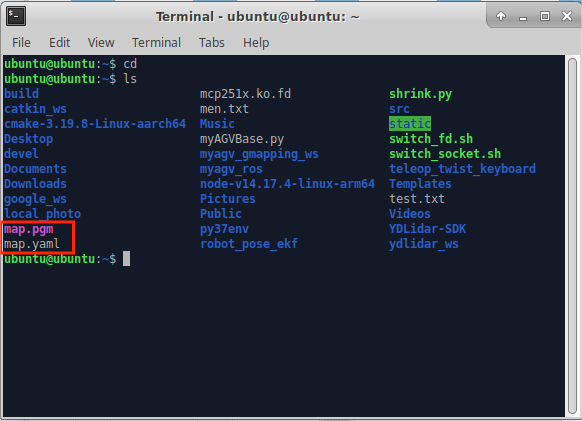 Terminal - ubuntu@ubuntu: ~
File Edit View Terminal Tabs Help
ubuntu@ubuntu:~$ cd
ubuntu@ubuntu:~$ ls
build mcp251x.ko.fd shrink.py
catkin_ws men.txt src
cmake-3.19.8-Linux-aarch64 Music static
Desktop myAGVBase.py switch_fd.sh
devel myagv_gmapping_ws switch_socket.sh
Documents myagv_ros teleop_twist_keyboard
Downloads node-v14.17.4-linux-arm64 Templates
google_ws Pictures test.txt
local_photo Public Videos
map.pgm py37env YDLidar-SDK
map.yaml robot_pose_ekf ydlidar_ws
ubuntu@ubuntu:~$